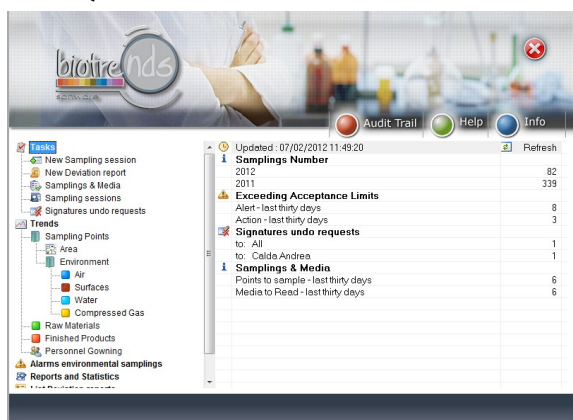 biotrends
SOFTWARE
Audit Trail
Help
Info
Tasks
New Sampling session
New Deviation report
Samplings & Media
Sampling sessions
Signatures undo requests
Trends
Sampling Points
Area
Environment
Air
Surfaces
Water
Compressed Gas
Raw Materials
Finished Products
Personnel Gowning
Alarms environmental samplings
Reports and Statistics
List Deviation reports
Updated : 07/02/2012 11:49:20 Refresh
Samplings Number
2012 82
2011 339
Exceeding Acceptance Limits
Alert - last thirty days 8
Action - last thirty days 3
Signatures undo requests
to: All 1
to: Calda Andrea 1
Samplings & Media
Points to sample - last thirty days 6
Media to Read - last thirty days 6